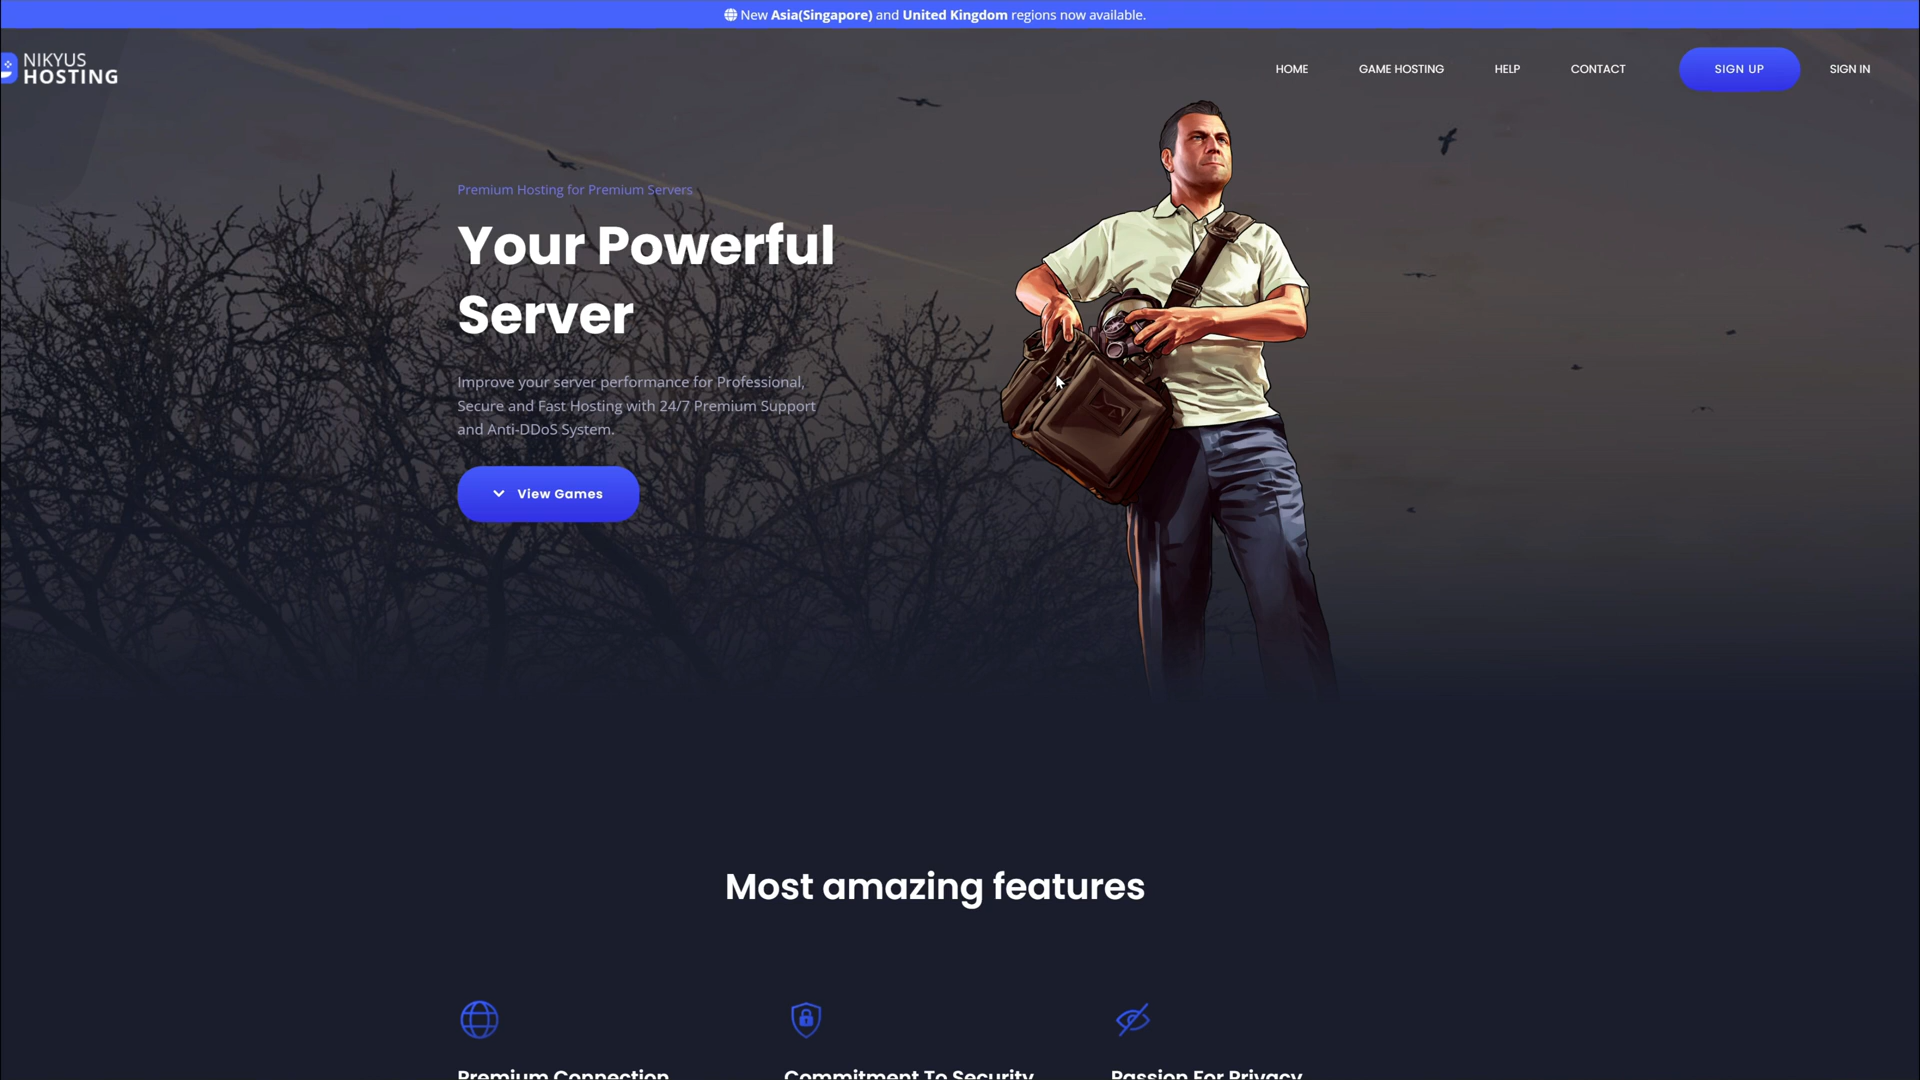 New Asia(Singapore) and United Kingdom regions now available.
NIKYUS
HOSTING
HOME
GAME HOSTING
HELP
CONTACT
SIGN UP
SIGN IN
Premium Hosting for Premium Servers
Your Powerful
Server
Improve your server performance for Professional,
Secure and Fast Hosting with 24/7 Premium Support
and Anti-DDoS System.
View Games
Most amazing features
Premium Connection
Commitment To Security
Passion For Privacy